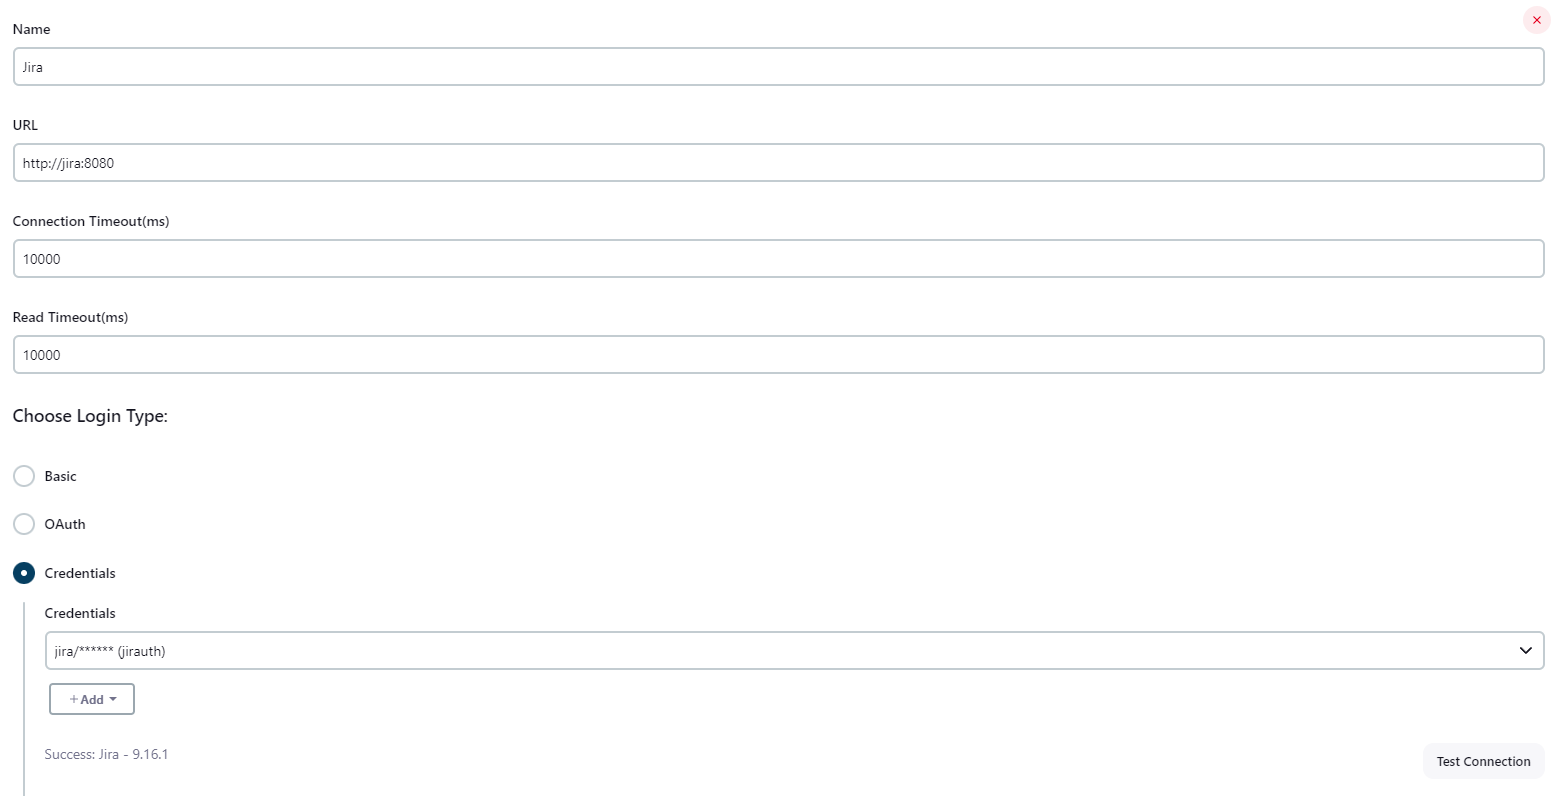 Name
Jira
URL
http://jira:8080
Connection Timeout(ms)
10000
Read Timeout(ms)
10000
Choose Login Type:
Basic
OAuth
Credentials
Credentials
jira/****** (jirauth)
+ Add
Success: Jira - 9.16.1
Test Connection